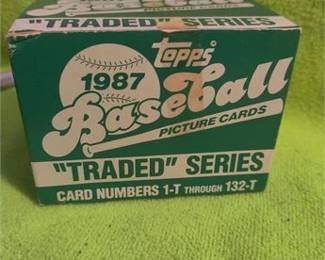 topps®
1987
Baseball
PICTURE CARDS
"TRADED" SERIES
CARD NUMBERS 1-T THROUGH 132-T
"TRADED" SERIES